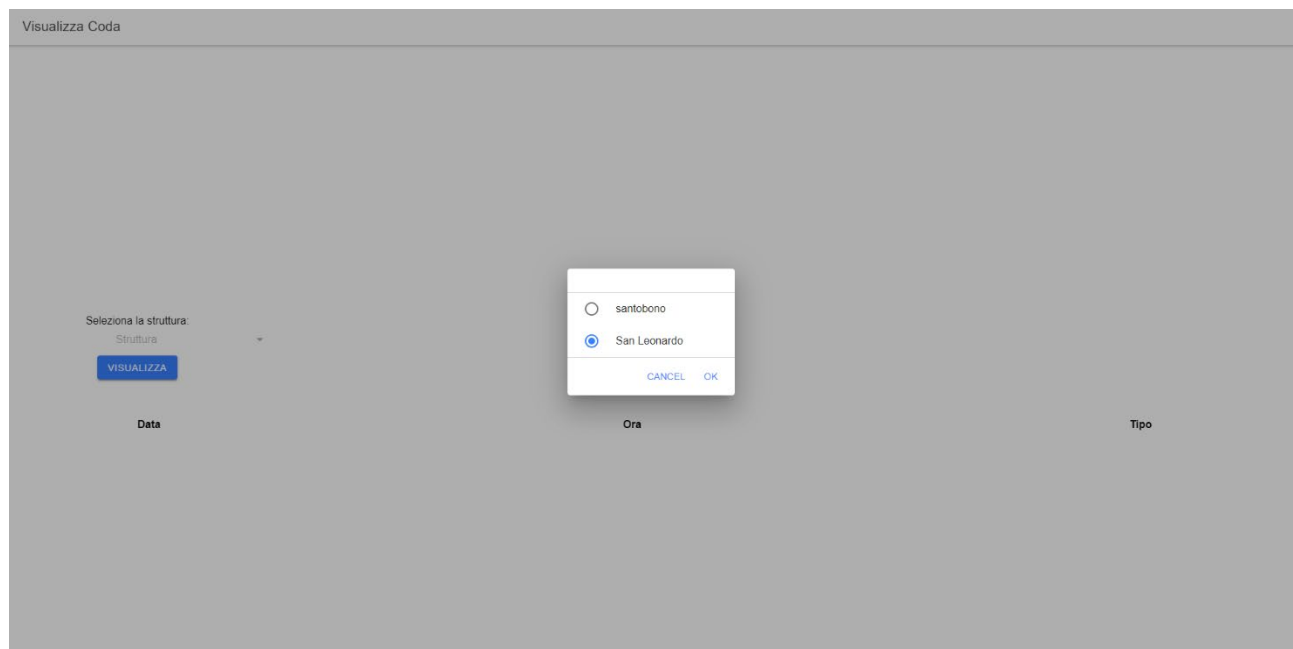 Visualizza Coda
santobono
Seleziona la struttura:
Struttura
San Leonardo
VISUALIZZA
CANCEL OK
Data Ora Tipo